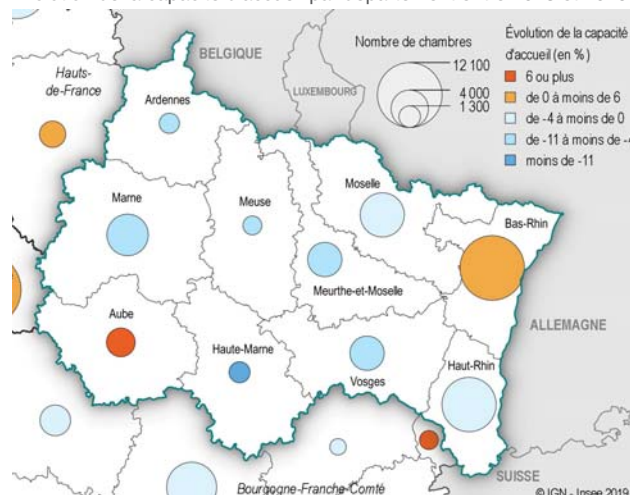 Nombre de chambres
12 100
4 000
1 300
Évolution de la capacité
d'accueil (en %)
6 ou plus
de 0 à moins de 6
de -4 à moins de 0
de -11 à moins de -4
moins de -11
BELGIQUE
LUXEMBOURG
Hauts-
de-France
Ardennes
Marne
Meuse
Moselle
Bas-Rhin
Meurthe-et-Moselle
Aube
Haute-Marne
Vosges
Haut-Rhin
ALLEMAGNE
SUISSE
Bourgogne-Franche-Comté
© IGN - Insee 2019